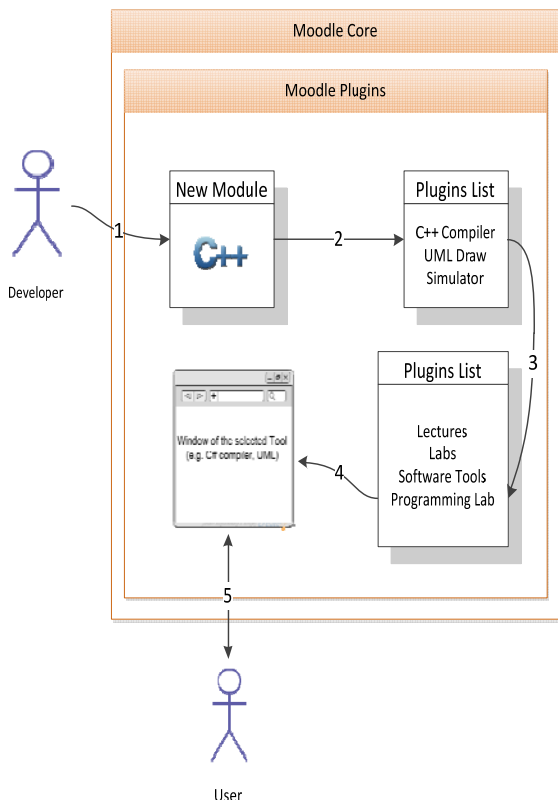 Moodle Core
Moodle Plugins
New Module
C++
Plugins List
C++ Compiler
UML Draw
Simulator
1
2
Developer
3
Plugins List
Lectures
Labs
Software Tools
Programming Lab
Window of the selected Tool
(e.g. C# compiler, UML)
4
5
User